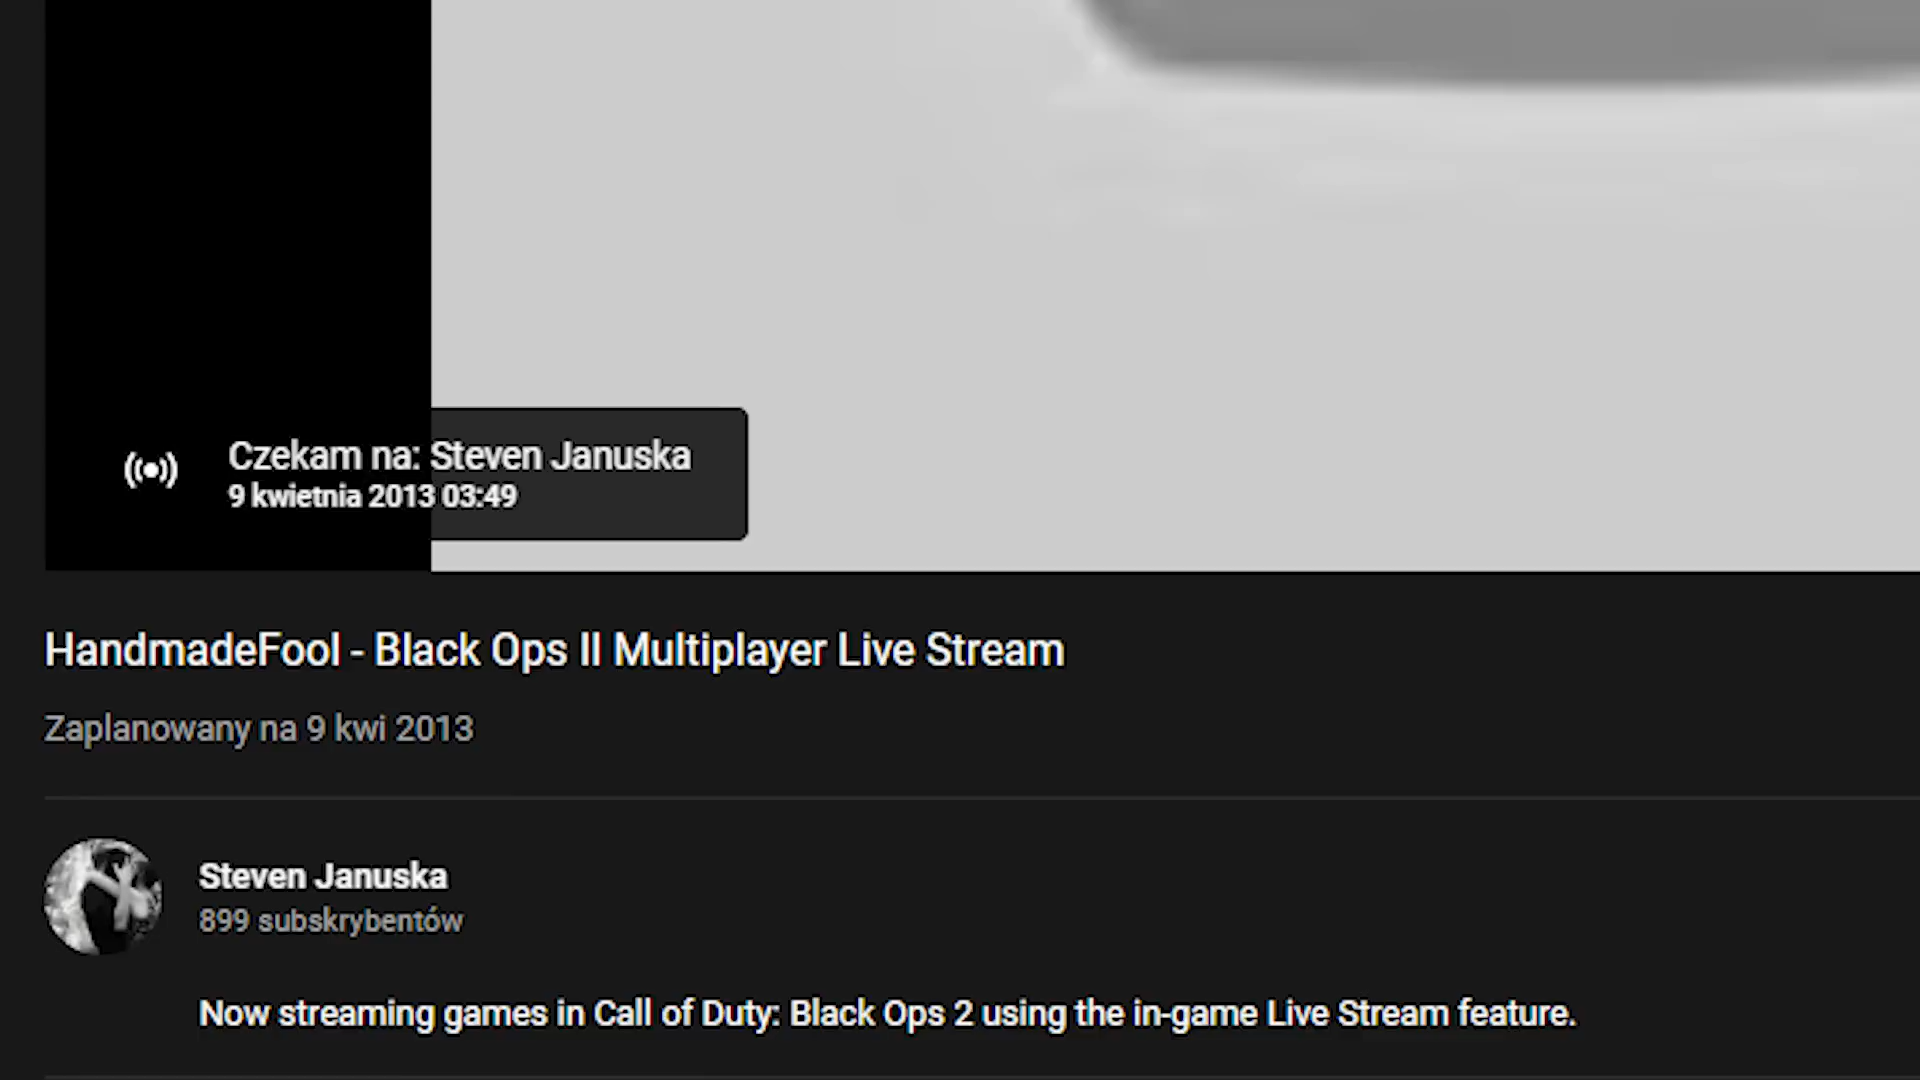 Czekam na: Steven Januska
9 kwietnia 2013 03:49
HandmadeFool - Black Ops II Multiplayer Live Stream
Zaplanowany na 9 kwi 2013
Steven Januska
899 subskrybentów
Now streaming games in Call of Duty: Black Ops 2 using the in-game Live Stream feature.